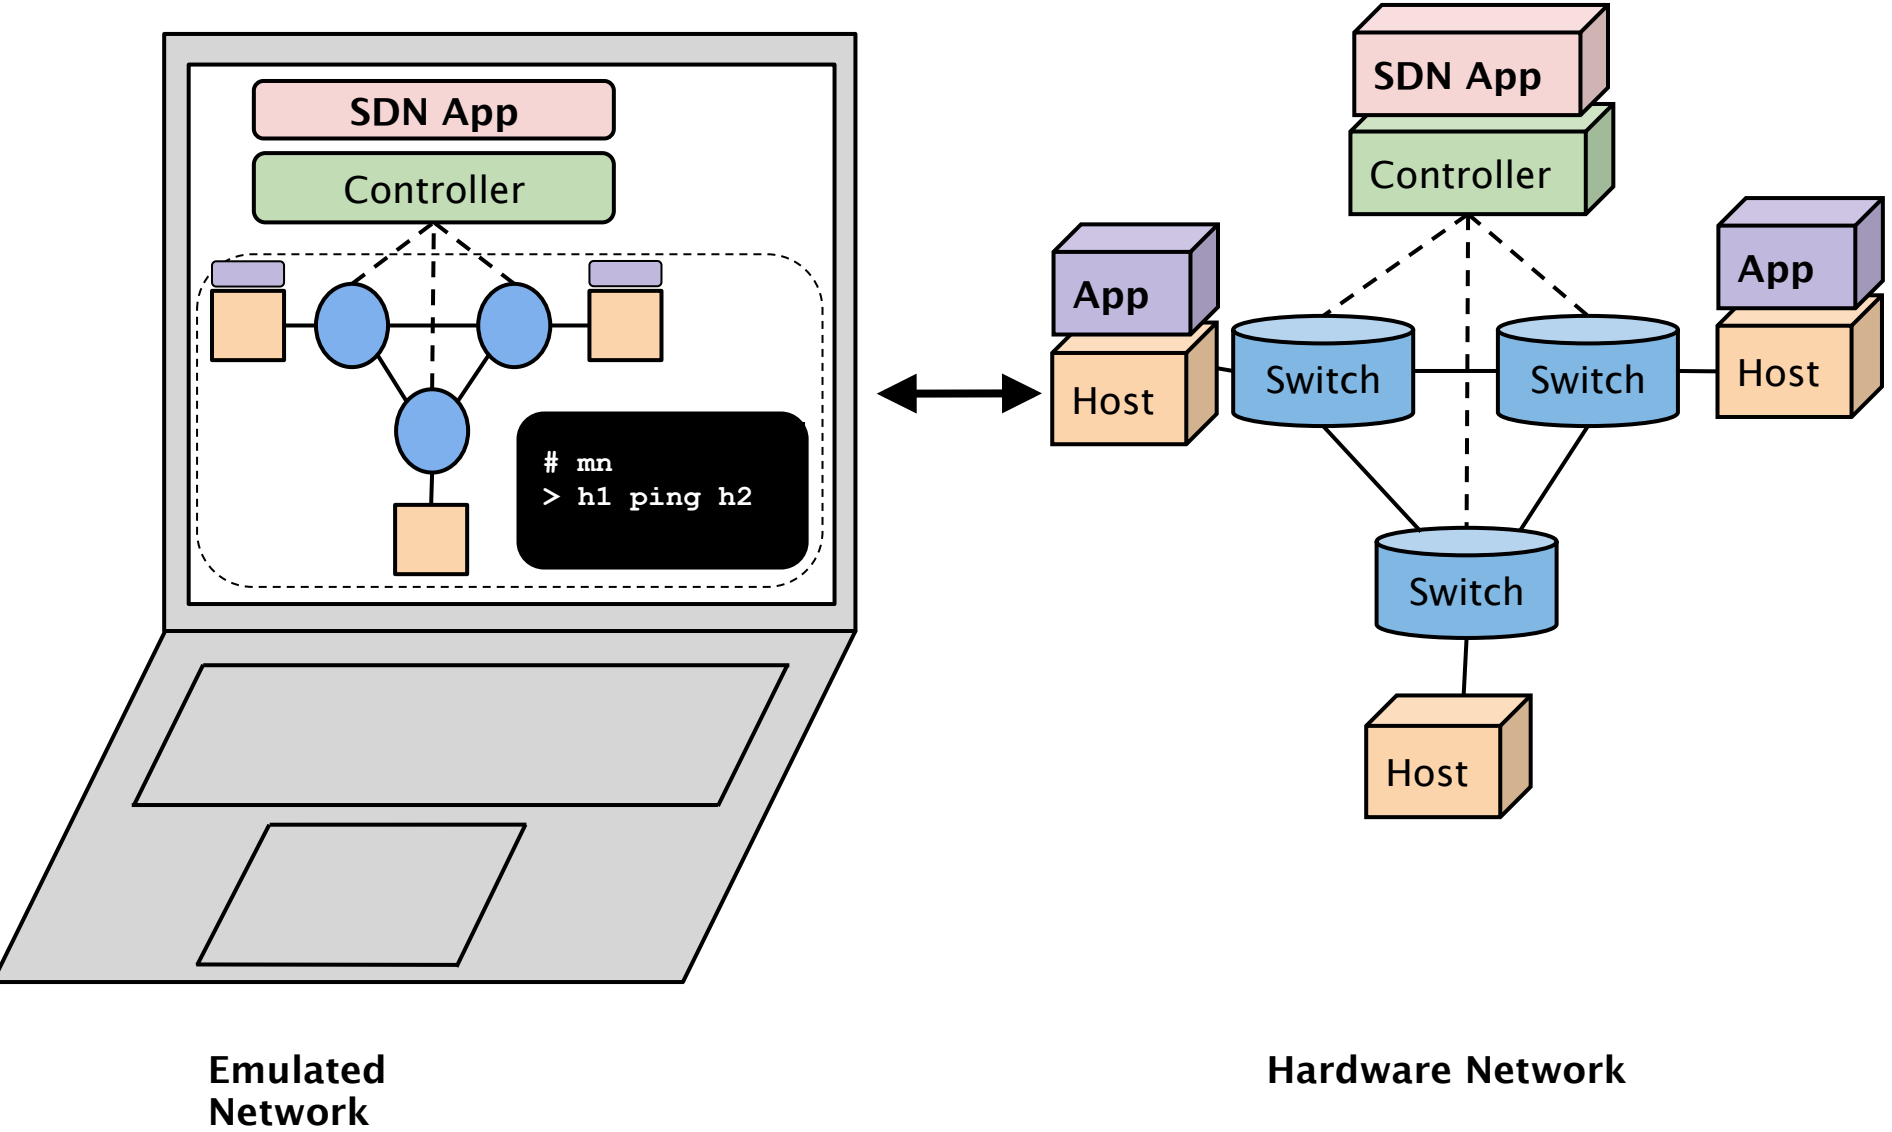 SDN App
Controller
# mn
> h1 ping h2
Emulated
Network
SDN App
Controller
App
App
Host
Switch
Switch
Host
Switch
Host
Hardware Network